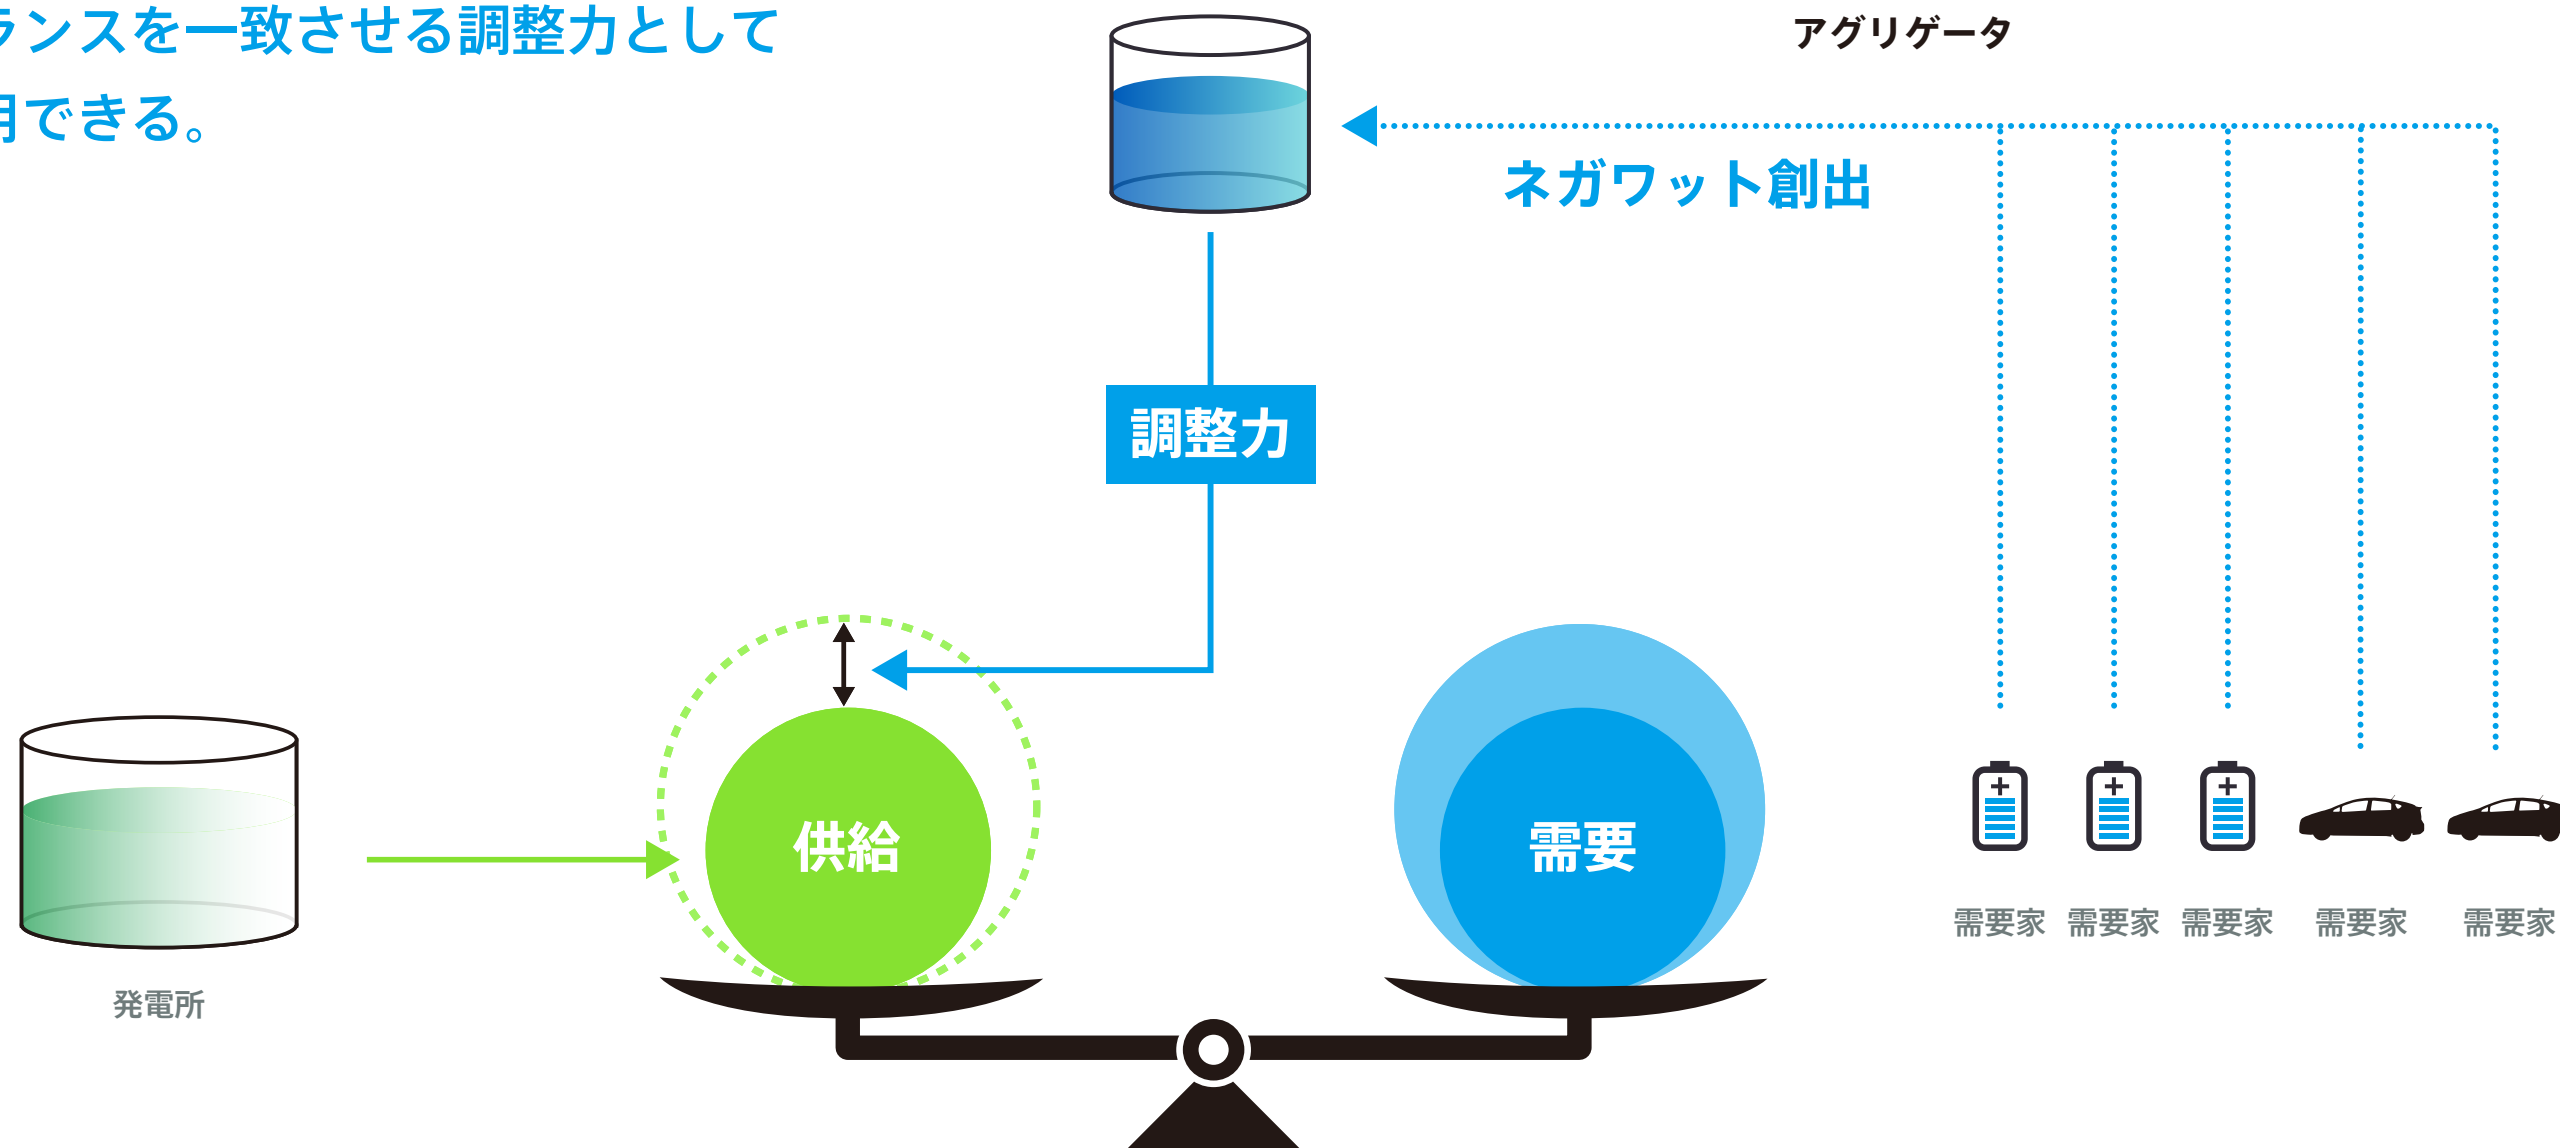 ランスを一致させる調整力として
用できる。
アグリゲータ
ネガワット創出
調整力
供給
需要
需要家 需要家 需要家 需要家 需要家
発電所